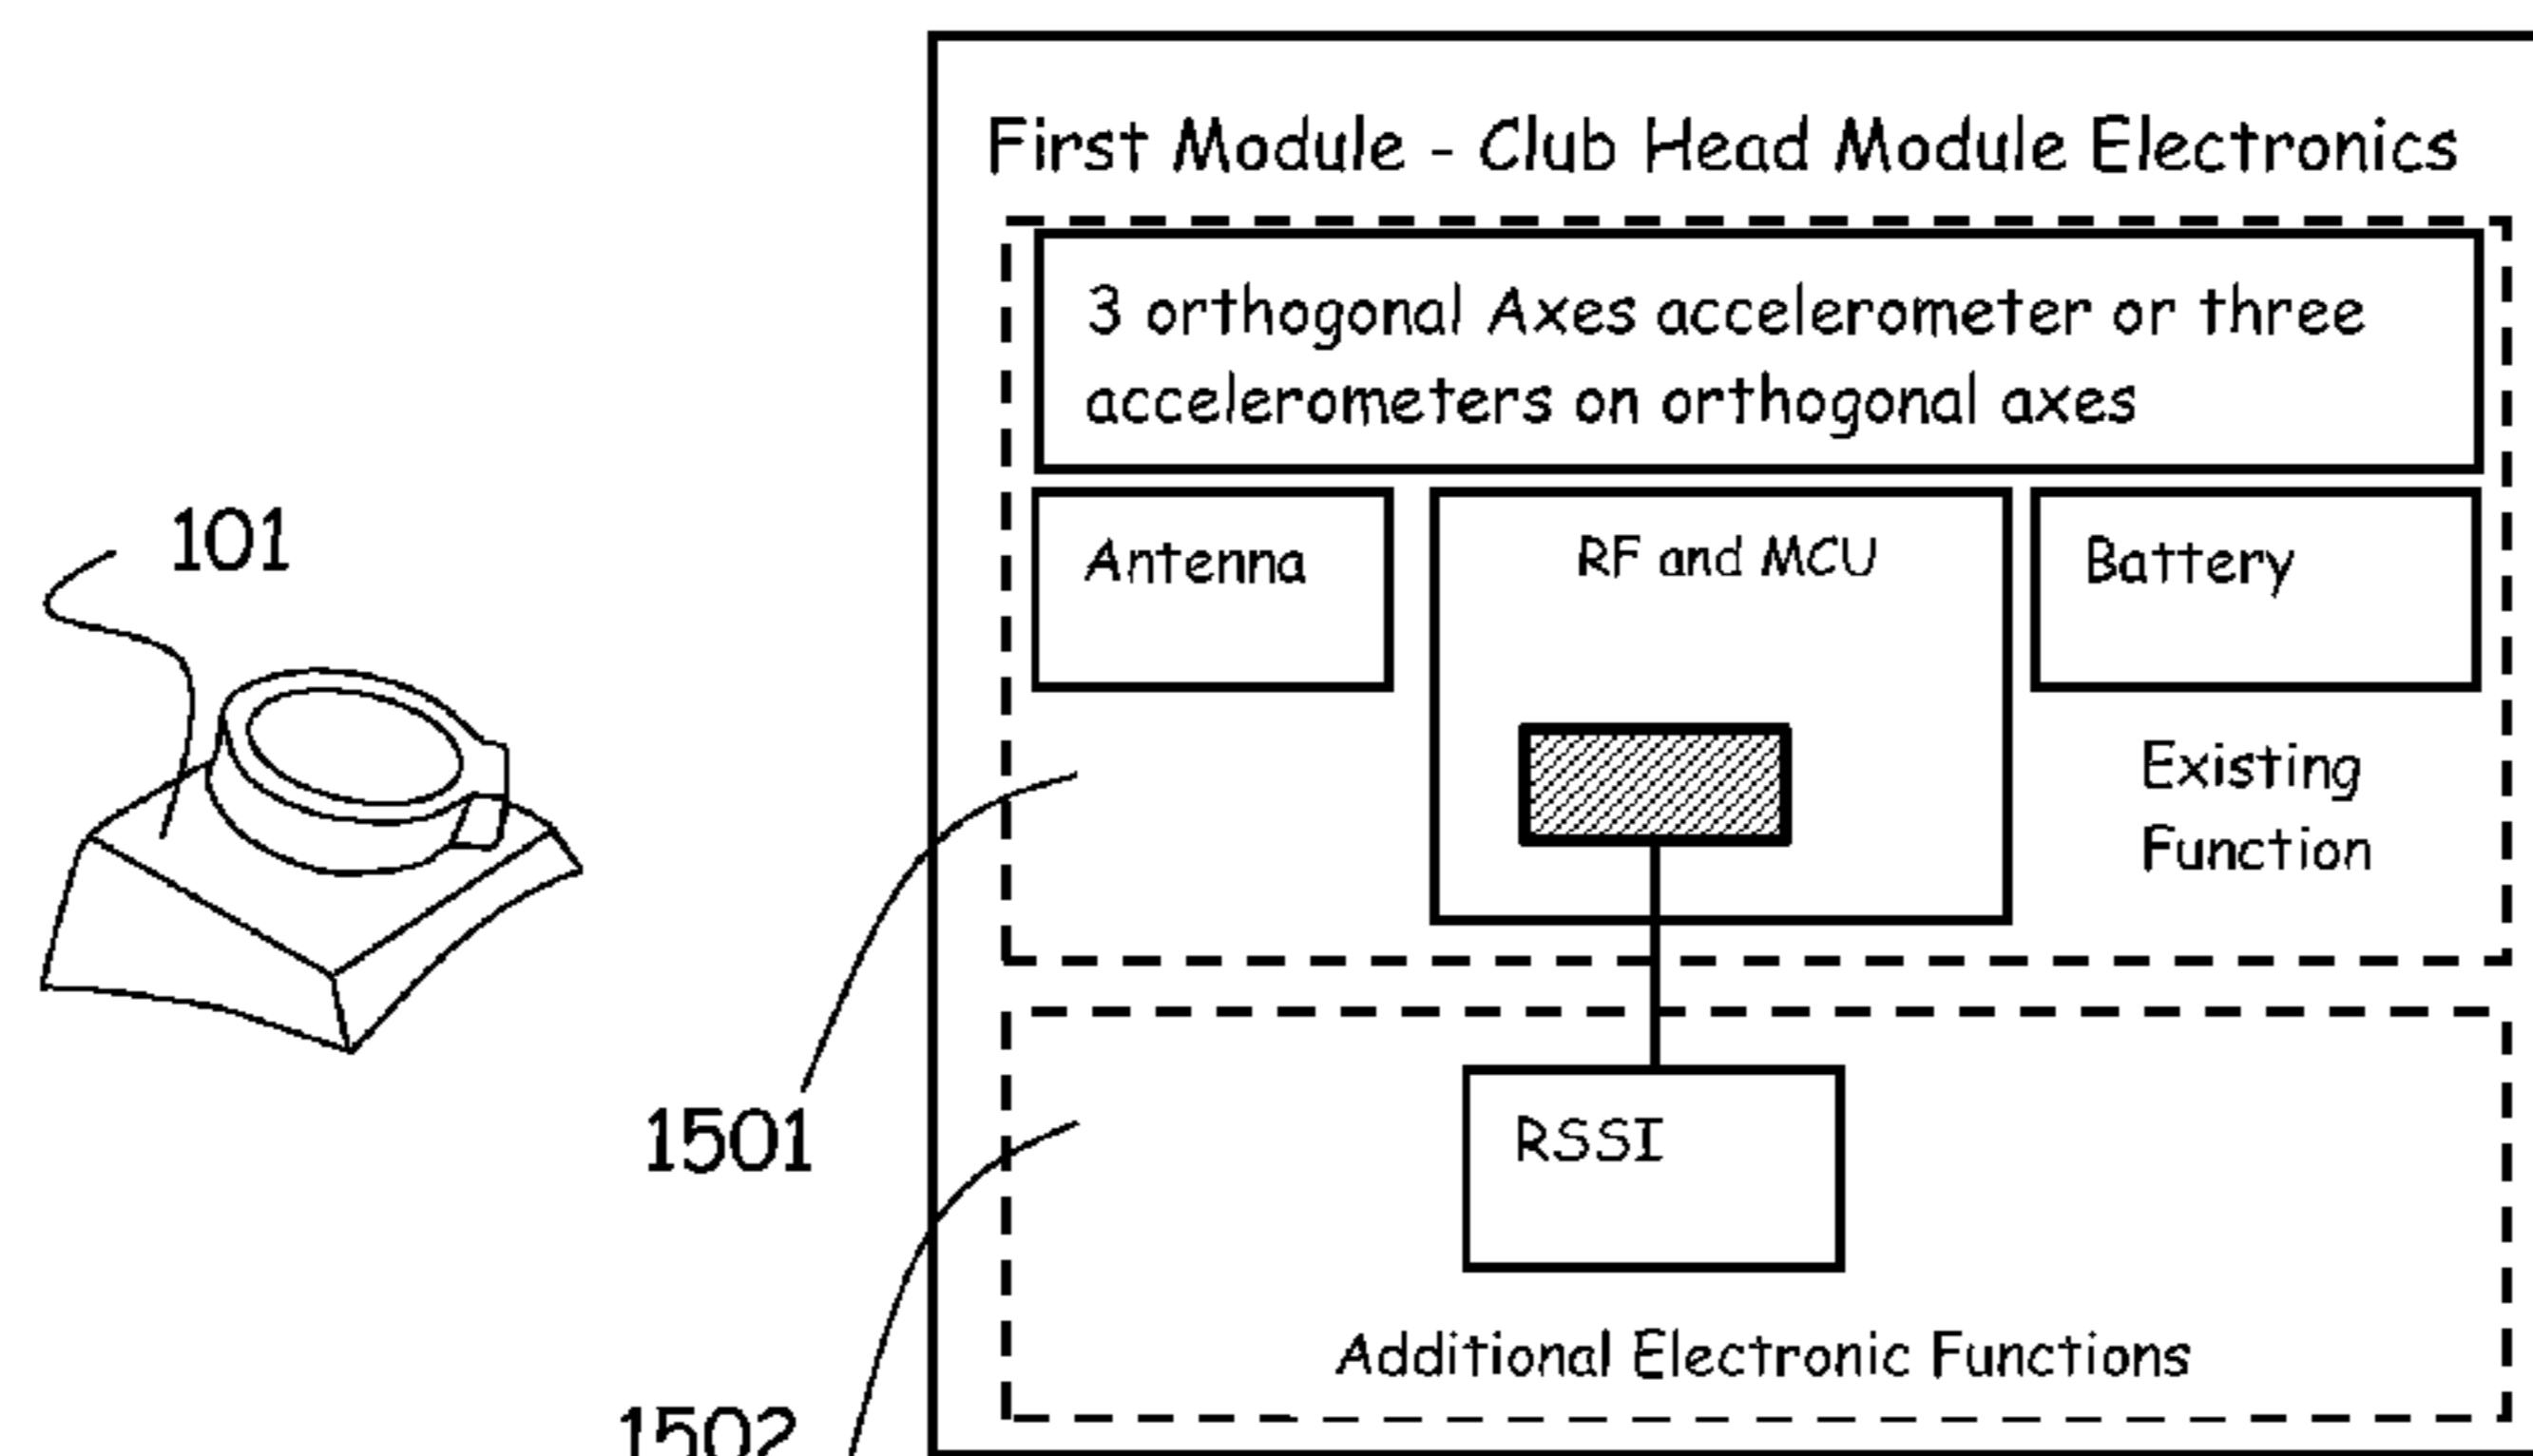 First Module - Club Head Module Electronics
3 orthogonal Axes accelerometer or three
accelerometers on orthogonal axes
101
Antenna
RF and MCU
Battery
Existing
Function
1501
RSSI
Additional Electronic Functions
1502